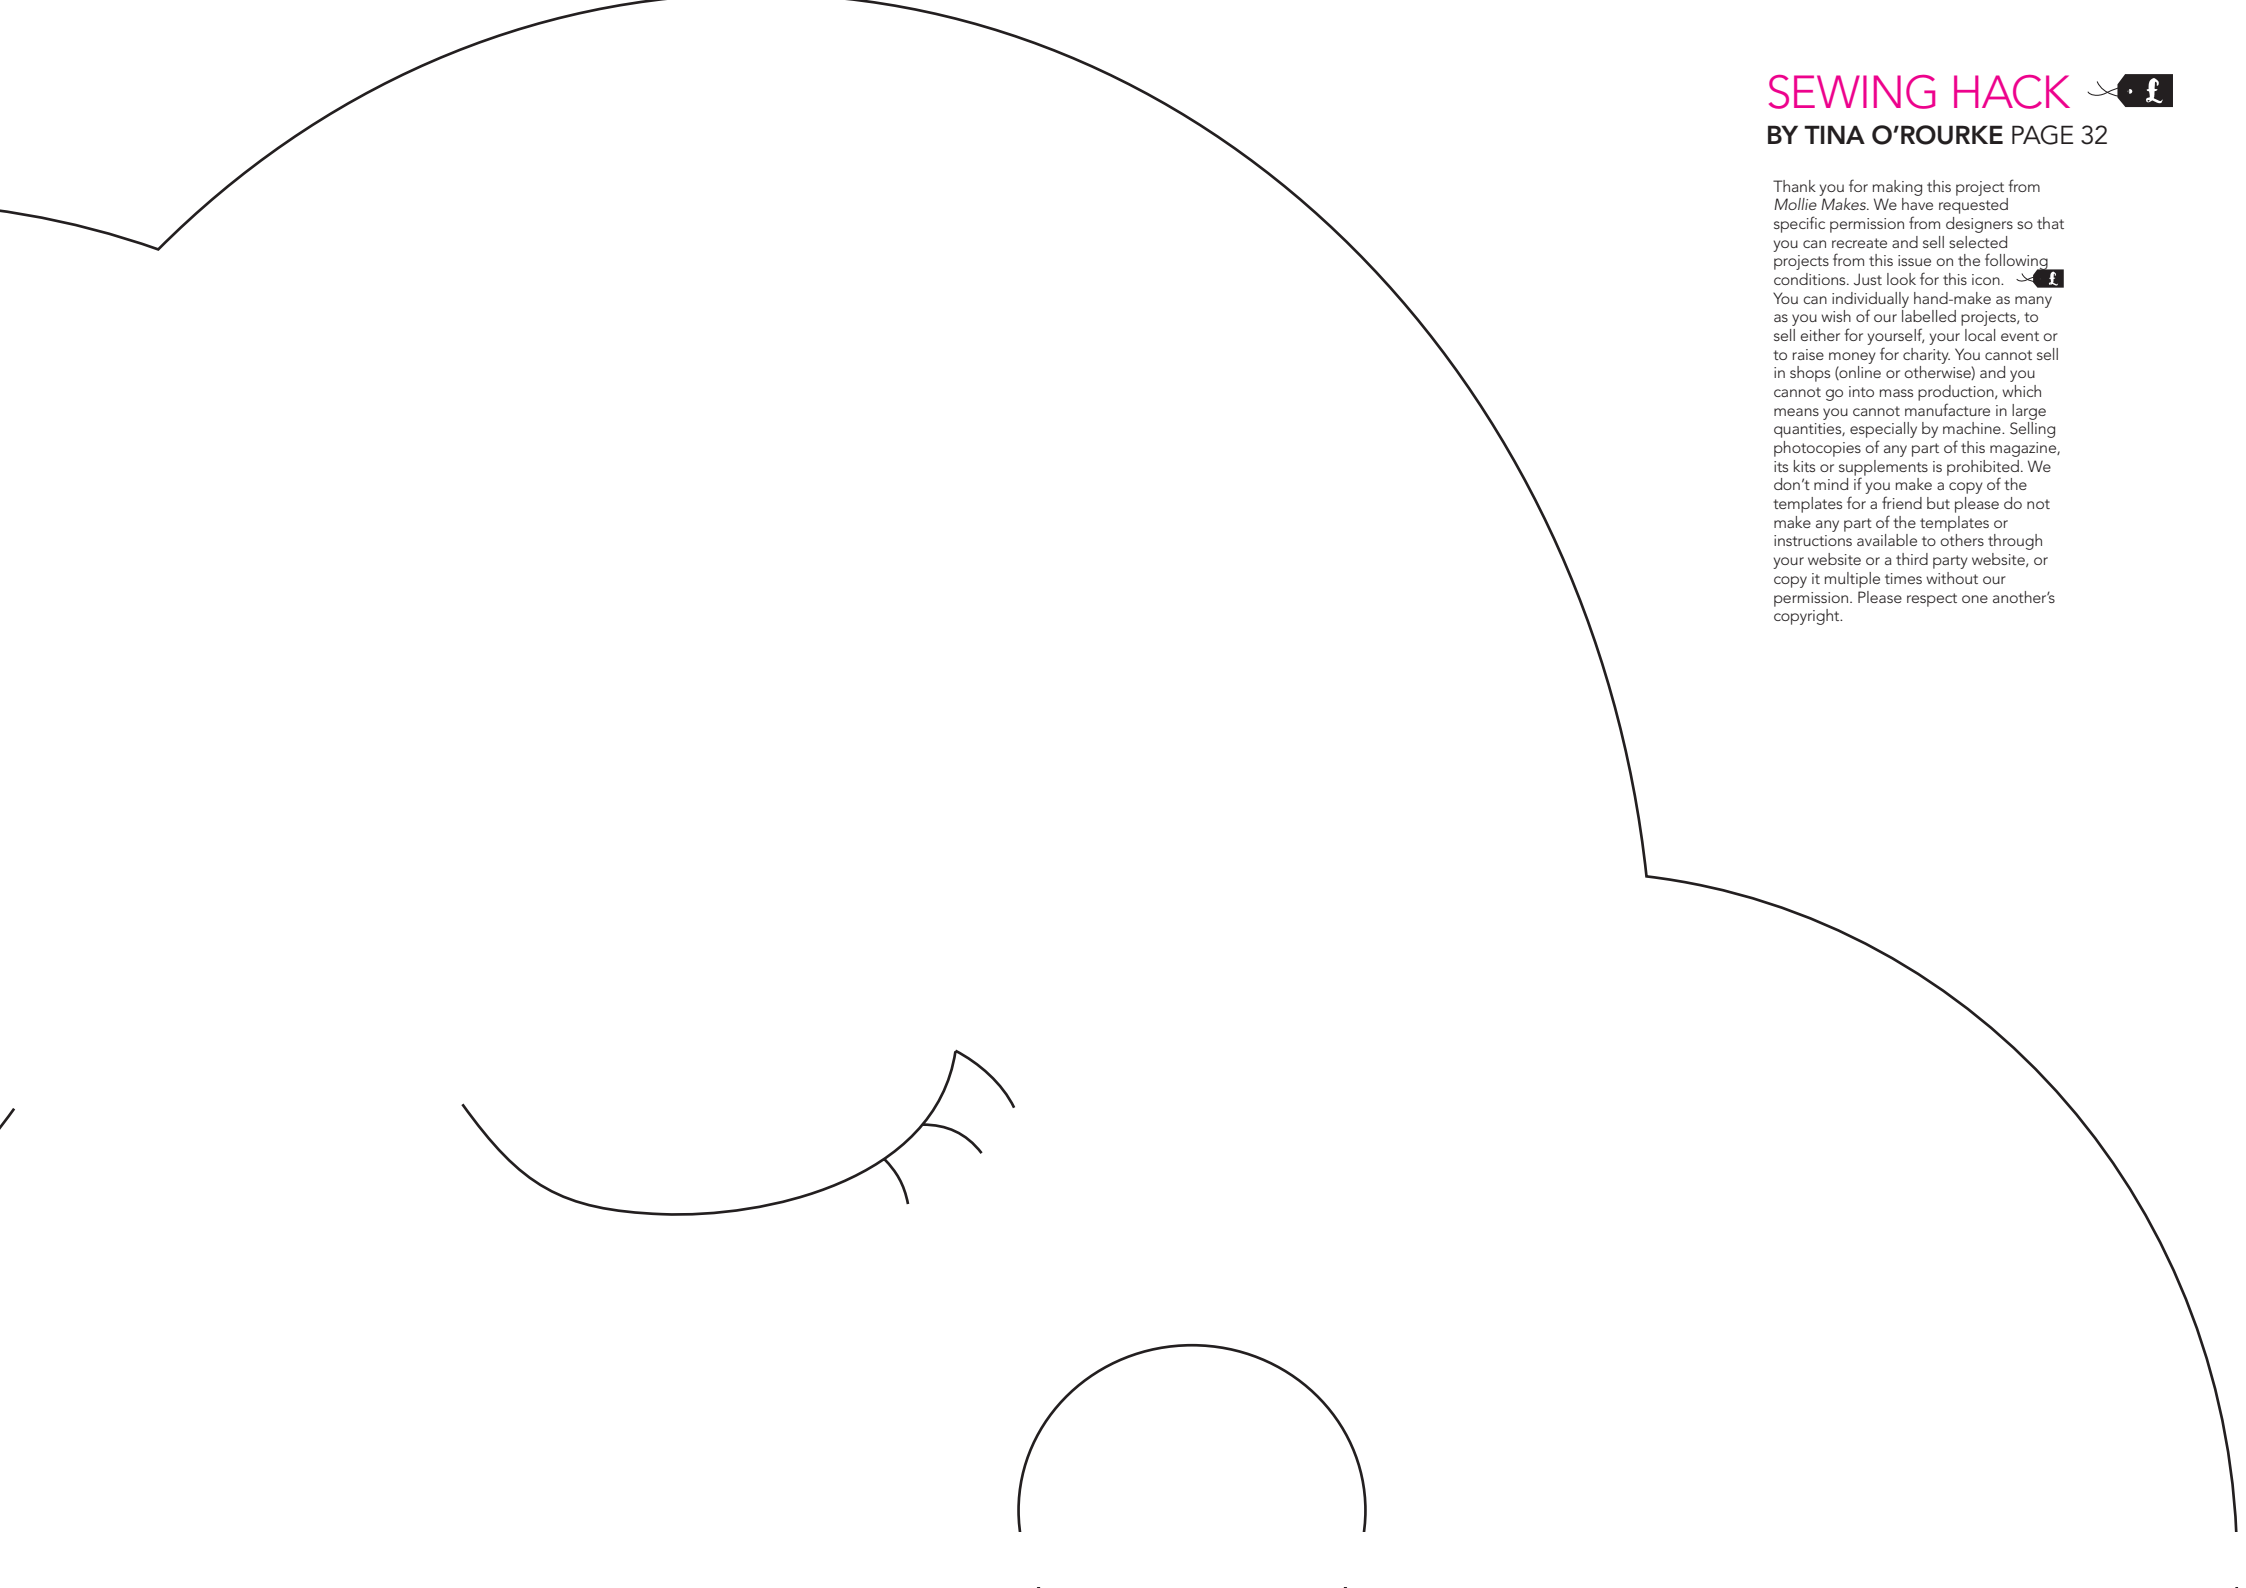 SEWING HACK £
BY TINA O’ROURKE PAGE 32
Thank you for making this project from
Mollie Makes. We have requested
specific permission from designers so that
you can recreate and sell selected
projects from this issue on the following
conditions. Just look for this icon. £
You can individually hand-make as many
as you wish of our labelled projects, to
sell either for yourself, your local event or
to raise money for charity. You cannot sell
in shops (online or otherwise) and you
cannot go into mass production, which
means you cannot manufacture in large
quantities, especially by machine. Selling
photocopies of any part of this magazine,
its kits or supplements is prohibited. We
don’t mind if you make a copy of the
templates for a friend but please do not
make any part of the templates or
instructions available to others through
your website or a third party website, or
copy it multiple times without our
permission. Please respect one another’s
copyright.